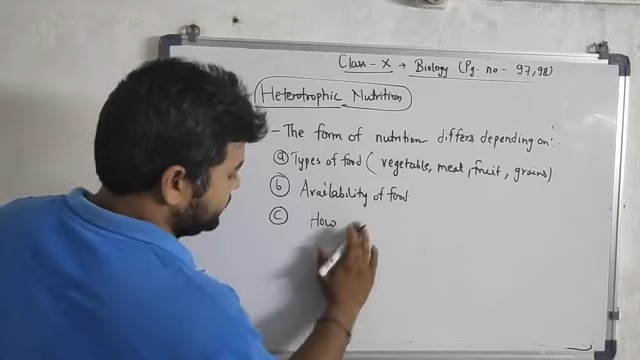 Class - X → Biology (Pg. no - 97,98)
Heterotrophic Nutrition
- The form of nutrition differs depending on :-
(a) Types of food ( vegetable, meat, fruit, grains)
(b) Availability of food
(c) How